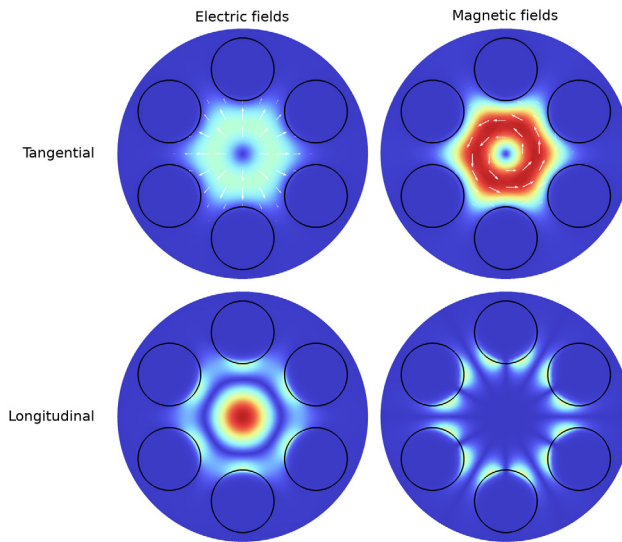 Electric fields
Magnetic fields
Tangential
Longitudinal